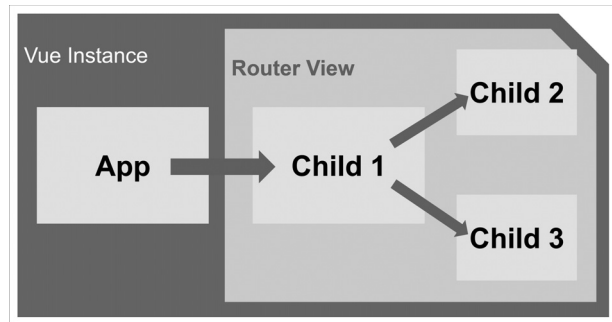 Vue Instance
Router View
App
Child 1
Child 2
Child 3